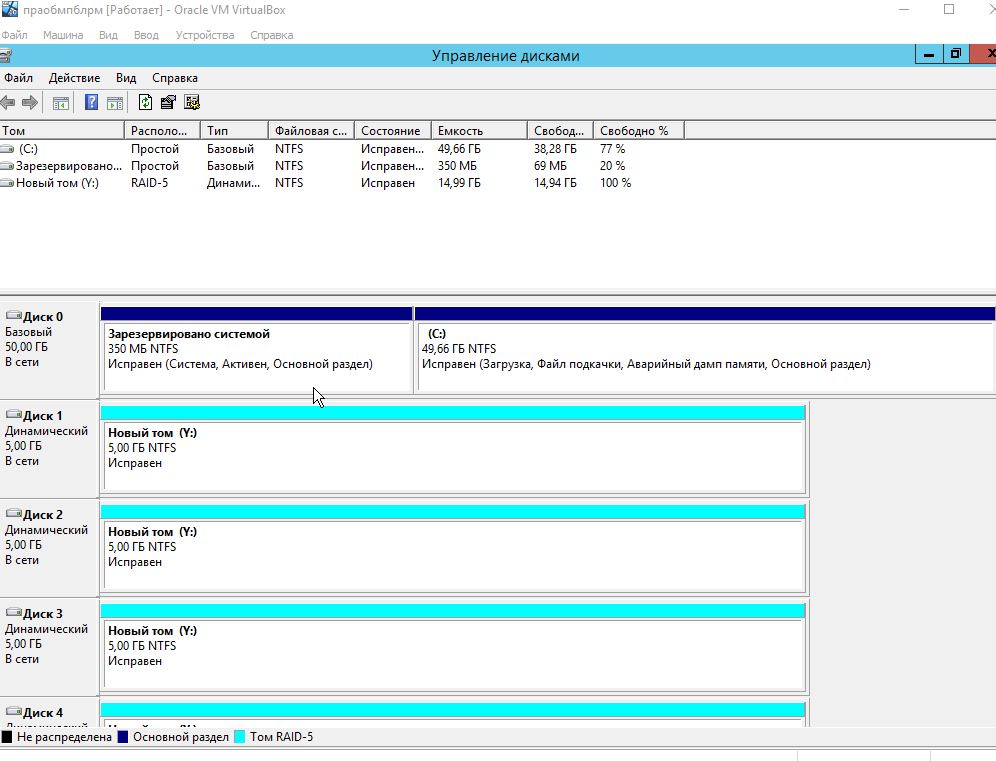 праобмпблрм [Работает] - Oracle VM VirtualBox
Файл Машина Вид Ввод Устройства Справка
Управление дисками
Файл Действие Вид Справка
Том Располо... Тип Файловая с... Состояние Емкость Свобод... Свободно %
(C:) Простой Базовый NTFS Исправен... 49,66 ГБ 38,28 ГБ 77 %
Зарезервировано... Простой Базовый NTFS Исправен... 350 МБ 69 МБ 20 %
Новый том (Y:) RAID-5 Динами... NTFS Исправен 14,99 ГБ 14,94 ГБ 100 %
Диск 0
Базовый
50,00 ГБ
В сети
Зарезервировано системой
350 МБ NTFS
Исправен (Система, Активен, Основной раздел)
(C:)
49,66 ГБ NTFS
Исправен (Загрузка, Файл подкачки, Аварийный дамп памяти, Основной раздел)
Диск 1
Динамический
5,00 ГБ
В сети
Новый том (Y:)
5,00 ГБ NTFS
Исправен
Диск 2
Динамический
5,00 ГБ
В сети
Новый том (Y:)
5,00 ГБ NTFS
Исправен
Диск 3
Динамический
5,00 ГБ
В сети
Новый том (Y:)
5,00 ГБ NTFS
Исправен
Диск 4
Не распределена Основной раздел Том RAID-5